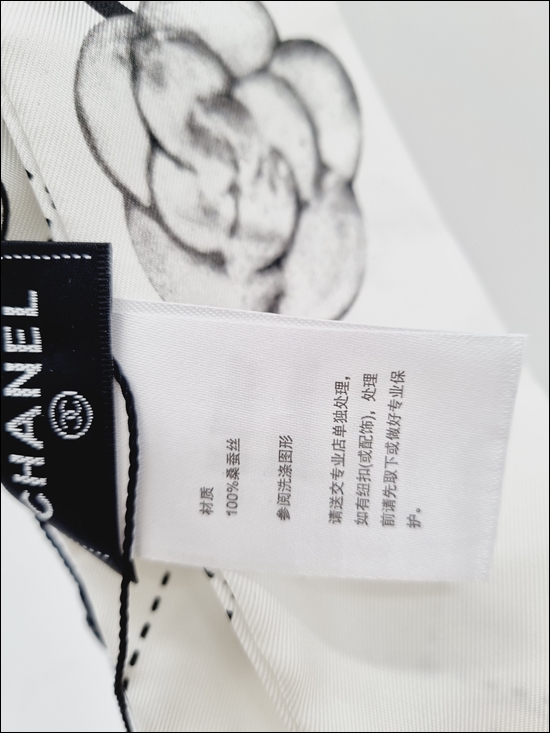 CHANEL
材质
100%桑蚕丝
参阅洗涤图形
请送交专业店单独处理，
如有纽扣(或配饰)，处理
前请先取下或做好专业保
护。